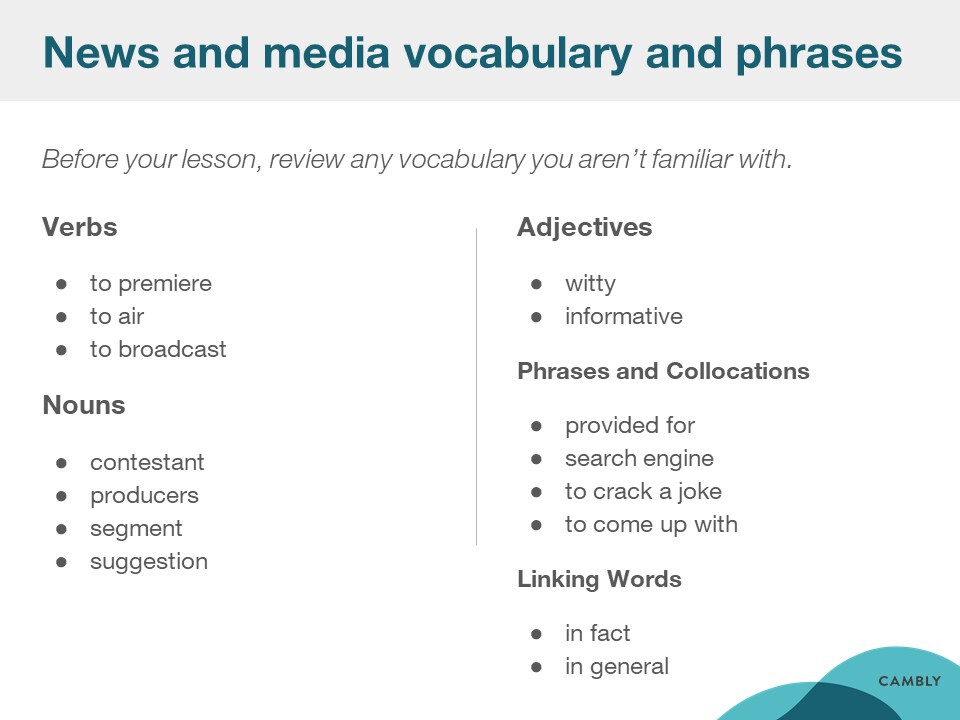 News and media vocabulary and phrases
Before your lesson, review any vocabulary you aren't familiar with.
Verbs
● to premiere
● to air
● to broadcast
Nouns
● contestant
● producers
● segment
● suggestion
Adjectives
● witty
● informative
Phrases and Collocations
● provided for
● search engine
● to crack a joke
● to come up with
Linking Words
● in fact
● in general
CAMBLY